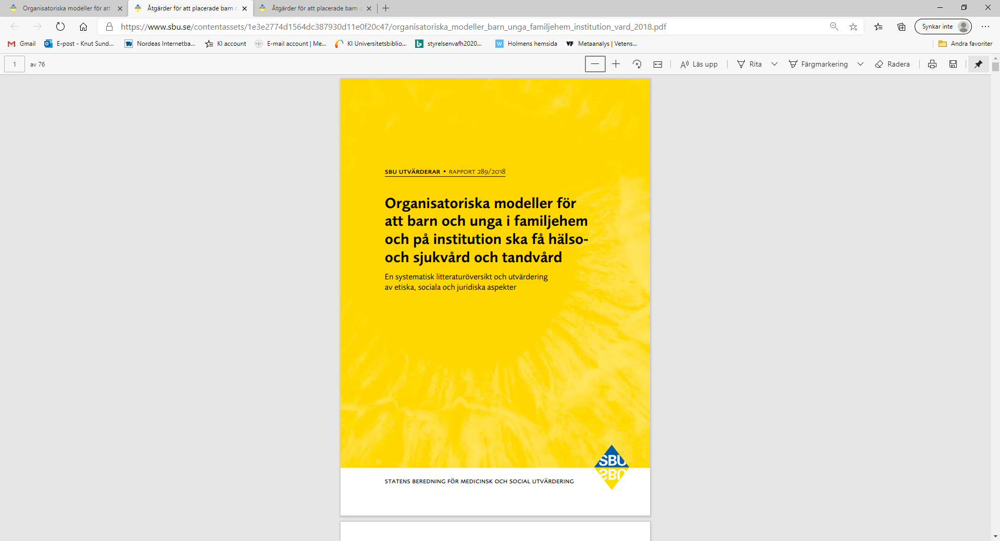 Organisatoriska modeller för att
Åtgärder för att placerade barn
Åtgärder för att placerade barn
https://www.sbu.se/contentassets/1e3e2774d1564dc387930d11e0f20c47/organisatoriska_modeller_barn_unga_familjehem_institution_vard_2018.pdf
Synkar inte
Gmail
E-post - Knut Sund...
Nordeas Internetba...
KI account
E-mail account | Me...
KI Universitetsbiblio...
styrelsenvafh2020...
Holmens hemsida
Metaanalys | Vetens...
Andra favoriter
1 av 76
Läs upp
Rita
Färgmarkering
Radera
SBU UTVÄRDERAR • RAPPORT 289/2018
Organisatoriska modeller för
att barn och unga i familjehem
och på institution ska få hälso-
och sjukvård och tandvård
En systematisk litteraturöversikt och utvärdering
av etiska, sociala och juridiska aspekter
SBU
STATENS BEREDNING FÖR MEDICINSK OCH SOCIAL UTVÄRDERING